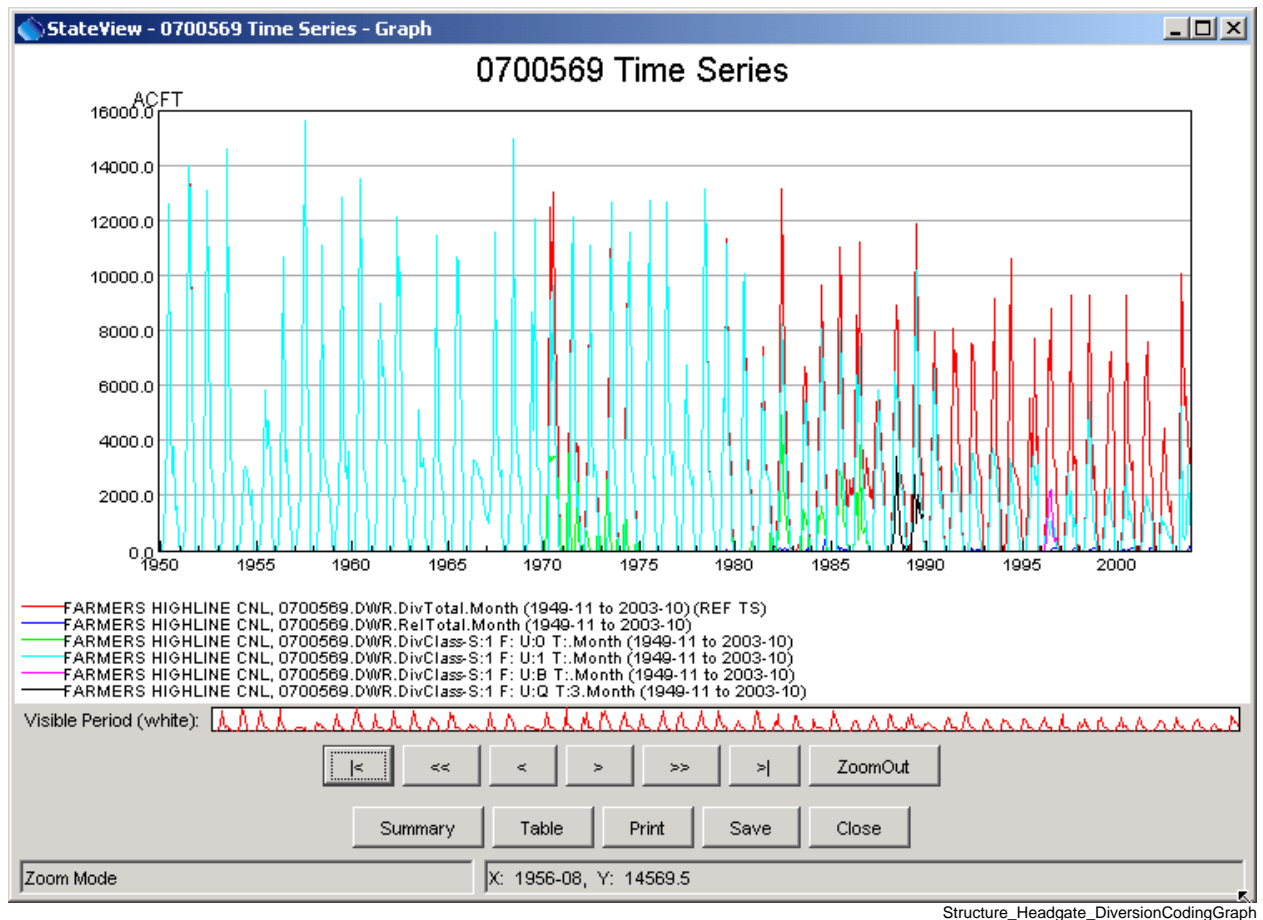 StateView - 0700569 Time Series - Graph
0700569 Time Series
ACFT
16000.0
14000.0
12000.0
10000.0
8000.0
6000.0
4000.0
2000.0
0.0
1950 1955 1960 1965 1970 1975 1980 1985 1990 1995 2000
FARMERS HIGHLINE CNL, 0700569.DWR.DivTotal.Month (1949-11 to 2003-10) (REF TS)
FARMERS HIGHLINE CNL, 0700569.DWR.RelTotal.Month (1949-11 to 2003-10)
FARMERS HIGHLINE CNL, 0700569.DWR.DivClass-S:1 F: U:0 T:.Month (1949-11 to 2003-10)
FARMERS HIGHLINE CNL, 0700569.DWR.DivClass-S:1 F: U:1 T:.Month (1949-11 to 2003-10)
FARMERS HIGHLINE CNL, 0700569.DWR.DivClass-S:1 F: U:B T:.Month (1949-11 to 2003-10)
FARMERS HIGHLINE CNL, 0700569.DWR.DivClass-S:1 F: U:Q T:3.Month (1949-11 to 2003-10)
Visible Period (white):
|< << < > >> >| ZoomOut
Summary Table Print Save Close
Zoom Mode X: 1956-08, Y: 14569.5
Structure_Headgate_DiversionCodingGraph